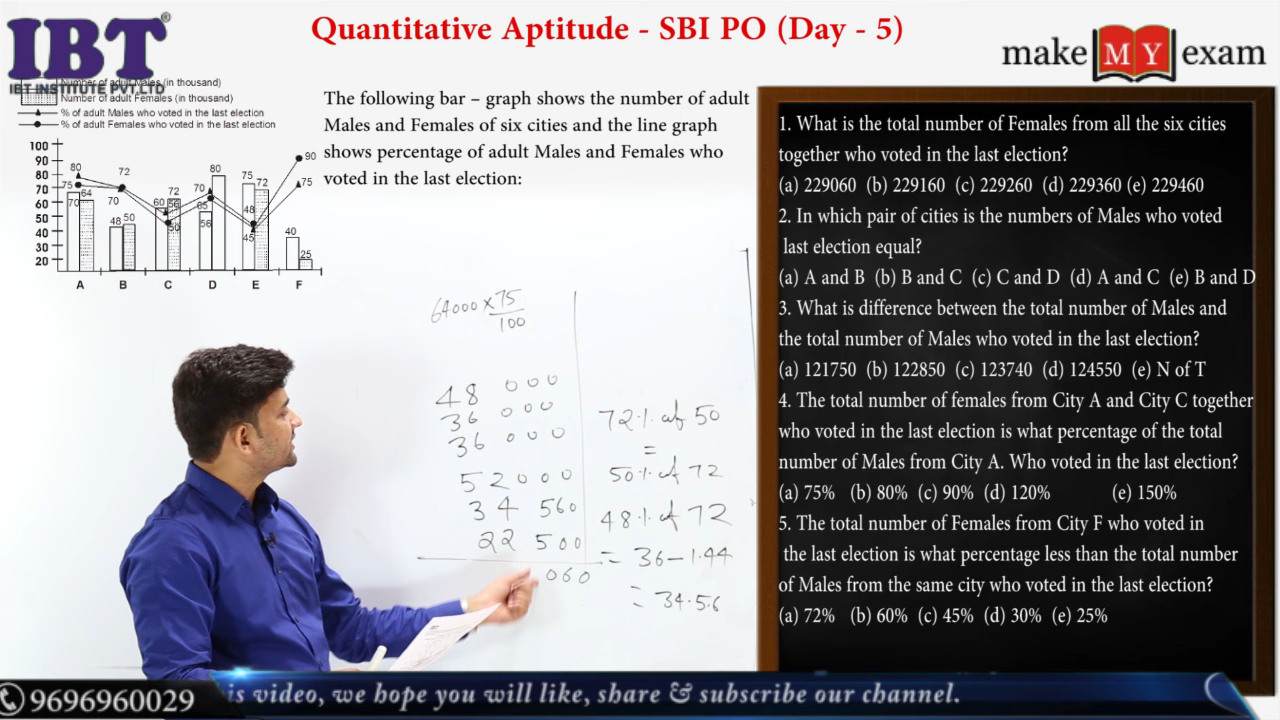 IBT
®
IBT INSTITUTE PVT.LTD
Quantitative Aptitude - SBI PO (Day - 5)
make MY exam
Number of adult Males (in thousand)
Number of adult Females (in thousand)
% of adult Males who voted in the last election
% of adult Females who voted in the last election
The following bar – graph shows the number of adult
Males and Females of six cities and the line graph
shows percentage of adult Males and Females who
voted in the last election:
100
90
80
70
60
50
40
30
20
80
75
70
64
72
70
48
50
60
72
56
50
70
80
65
56
75
72
48
45
90
75
40
25
A B C D E F
64000 x 75
100
48 000
36 000
36 000
52000
34 560
22 500
060
72% of 50
=
50% of 72
48% of 72
= 36 – 1.44
= 34.56
1. What is the total number of Females from all the six cities
together who voted in the last election?
(a) 229060 (b) 229160 (c) 229260 (d) 229360 (e) 229460
2. In which pair of cities is the numbers of Males who voted
last election equal?
(a) A and B (b) B and C (c) C and D (d) A and C (e) B and D
3. What is difference between the total number of Males and
the total number of Males who voted in the last election?
(a) 121750 (b) 122850 (c) 123740 (d) 124550 (e) N of T
4. The total number of females from City A and City C together
who voted in the last election is what percentage of the total
number of Males from City A. Who voted in the last election?
(a) 75% (b) 80% (c) 90% (d) 120% (e) 150%
5. The total number of Females from City F who voted in
the last election is what percentage less than the total number
of Males from the same city who voted in the last election?
(a) 72% (b) 60% (c) 45% (d) 30% (e) 25%
9696960029
is video, we hope you will like, share & subscribe our channel.